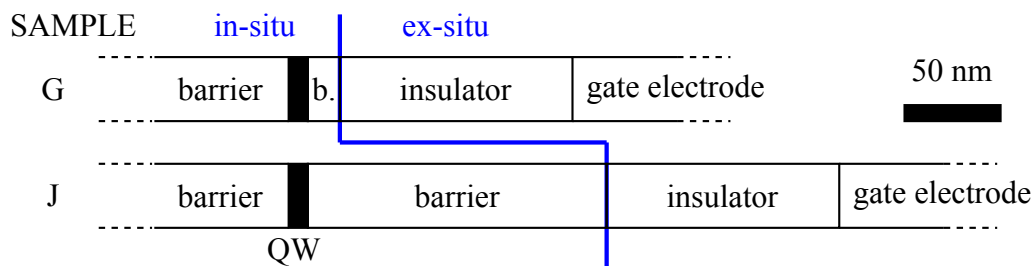 SAMPLE in-situ ex-situ
G barrier b. insulator gate electrode 50 nm
J barrier barrier insulator gate electrode
QW